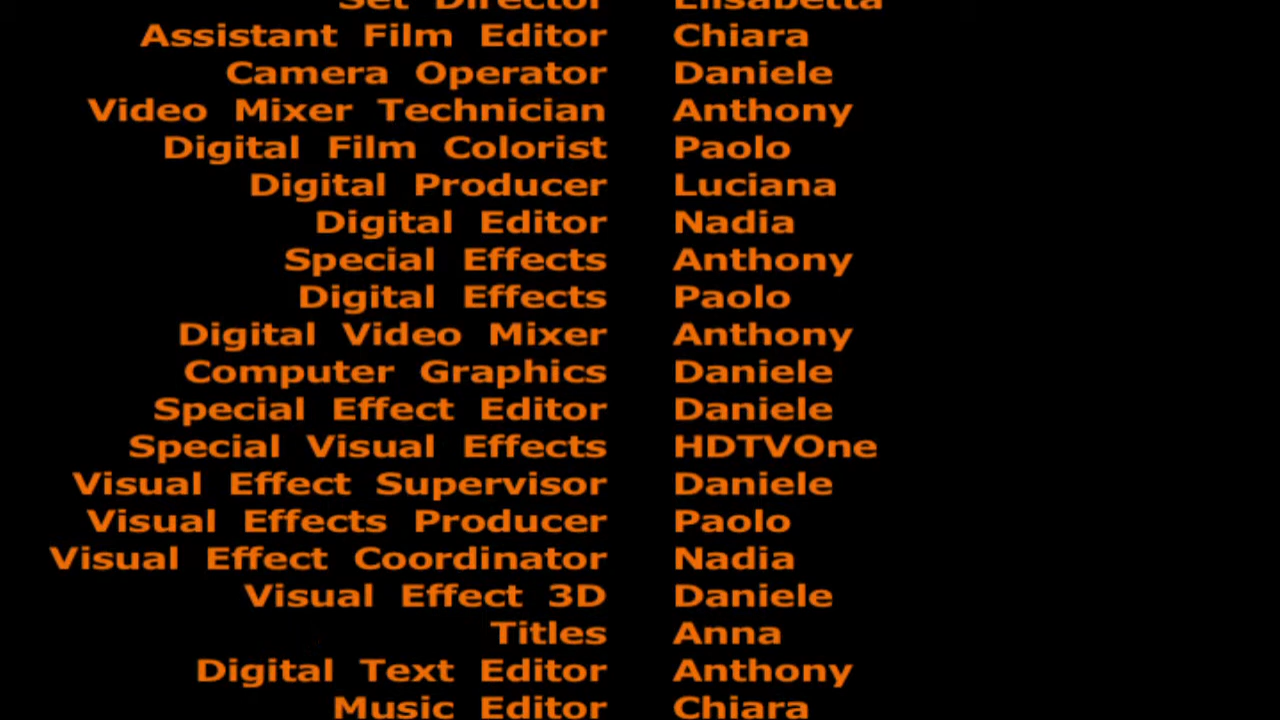 Set Director Elisabetta
Assistant Film Editor Chiara
Camera Operator Daniele
Video Mixer Technician Anthony
Digital Film Colorist Paolo
Digital Producer Luciana
Digital Editor Nadia
Special Effects Anthony
Digital Effects Paolo
Digital Video Mixer Anthony
Computer Graphics Daniele
Special Effect Editor Daniele
Special Visual Effects HDTVOne
Visual Effect Supervisor Daniele
Visual Effects Producer Paolo
Visual Effect Coordinator Nadia
Visual Effect 3D Daniele
Titles Anna
Digital Text Editor Anthony
Music Editor Chiara